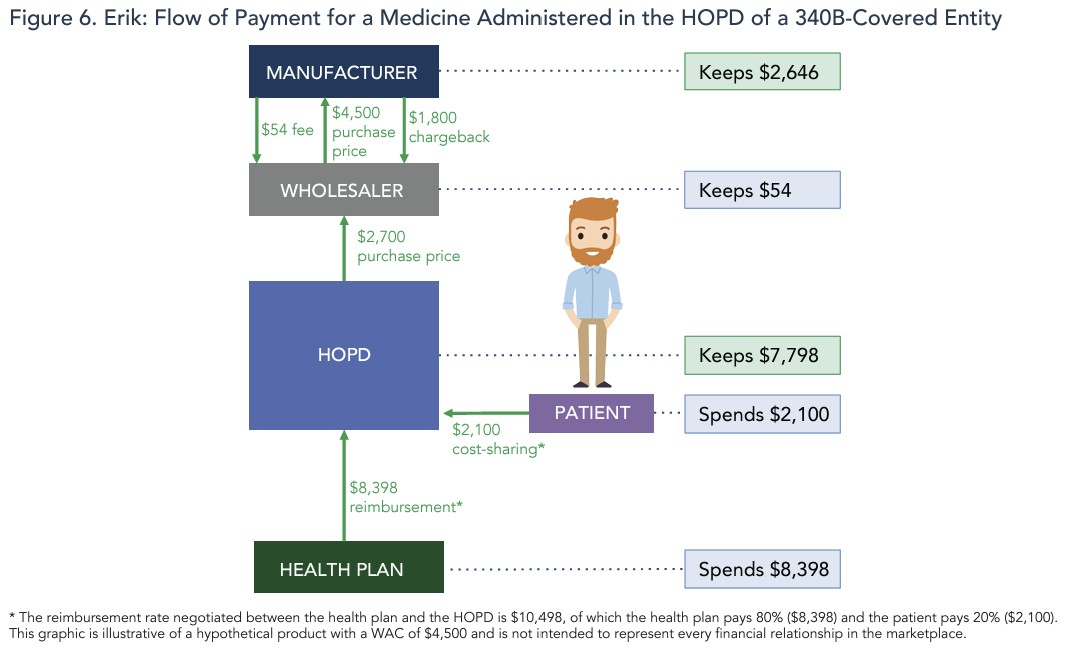 Figure 6. Erik: Flow of Payment for a Medicine Administered in the HOPD of a 340B-Covered Entity
MANUFACTURER
Keeps $2,646
$54 fee
$4,500
purchase
price
$1,800
chargeback
WHOLESALER
Keeps $54
$2,700
purchase price
HOPD
Keeps $7,798
PATIENT
Spends $2,100
$2,100
cost-sharing*
$8,398
reimbursement*
HEALTH PLAN
Spends $8,398
* The reimbursement rate negotiated between the health plan and the HOPD is $10,498, of which the health plan pays 80% ($8,398) and the patient pays 20% ($2,100).
This graphic is illustrative of a hypothetical product with a WAC of $4,500 and is not intended to represent every financial relationship in the marketplace.